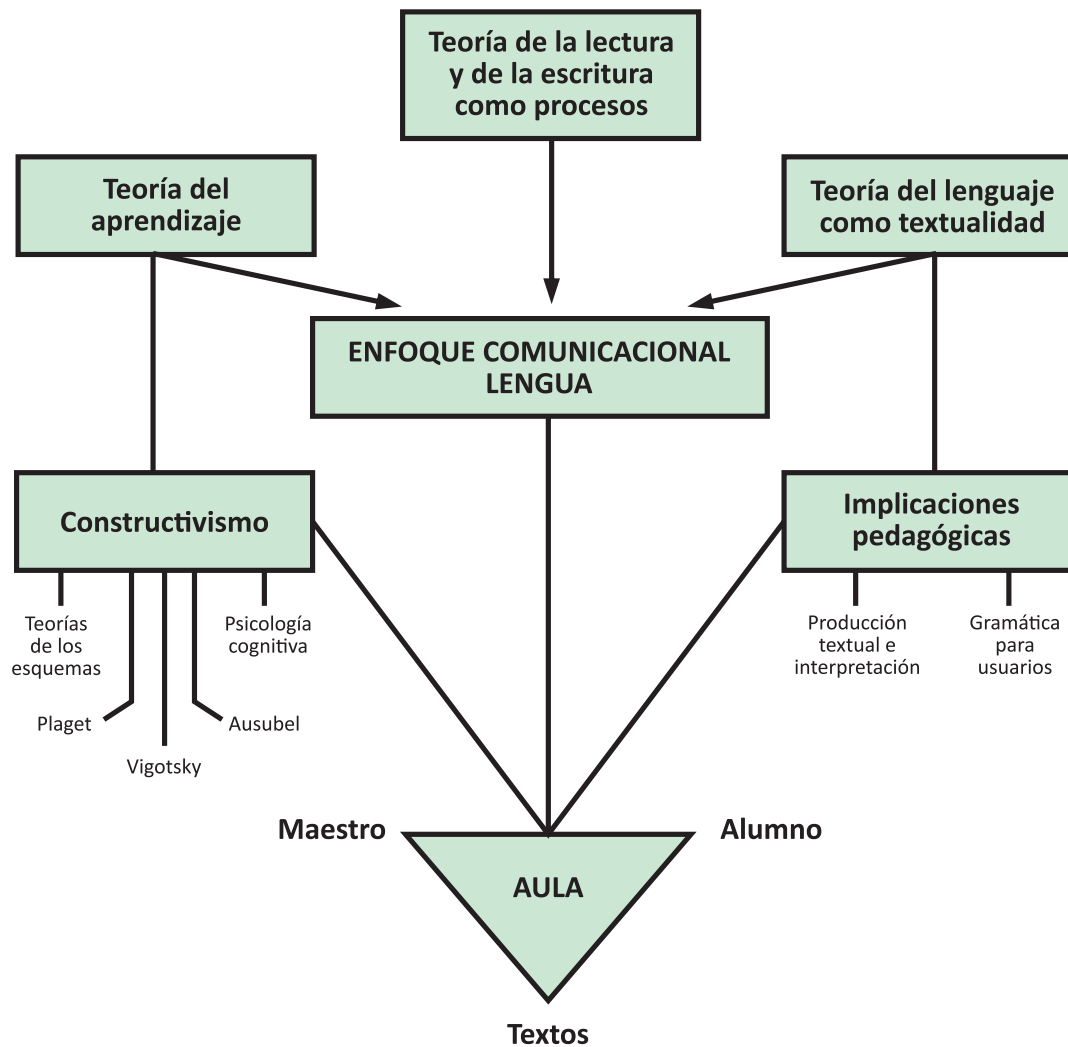 Teoría de la lectura
y de la escritura
como procesos
Teoría del
aprendizaje
Teoría del lenguaje
como textualidad
ENFOQUE COMUNICACIONAL
LENGUA
Constructivismo
Implicaciones
pedagógicas
Teorías
de los
esquemas
Psicología
cognitiva
Plaget
Ausubel
Vigotsky
Producción
textual e
interpretación
Gramática
para
usuarios
Maestro
Alumno
AULA
Textos